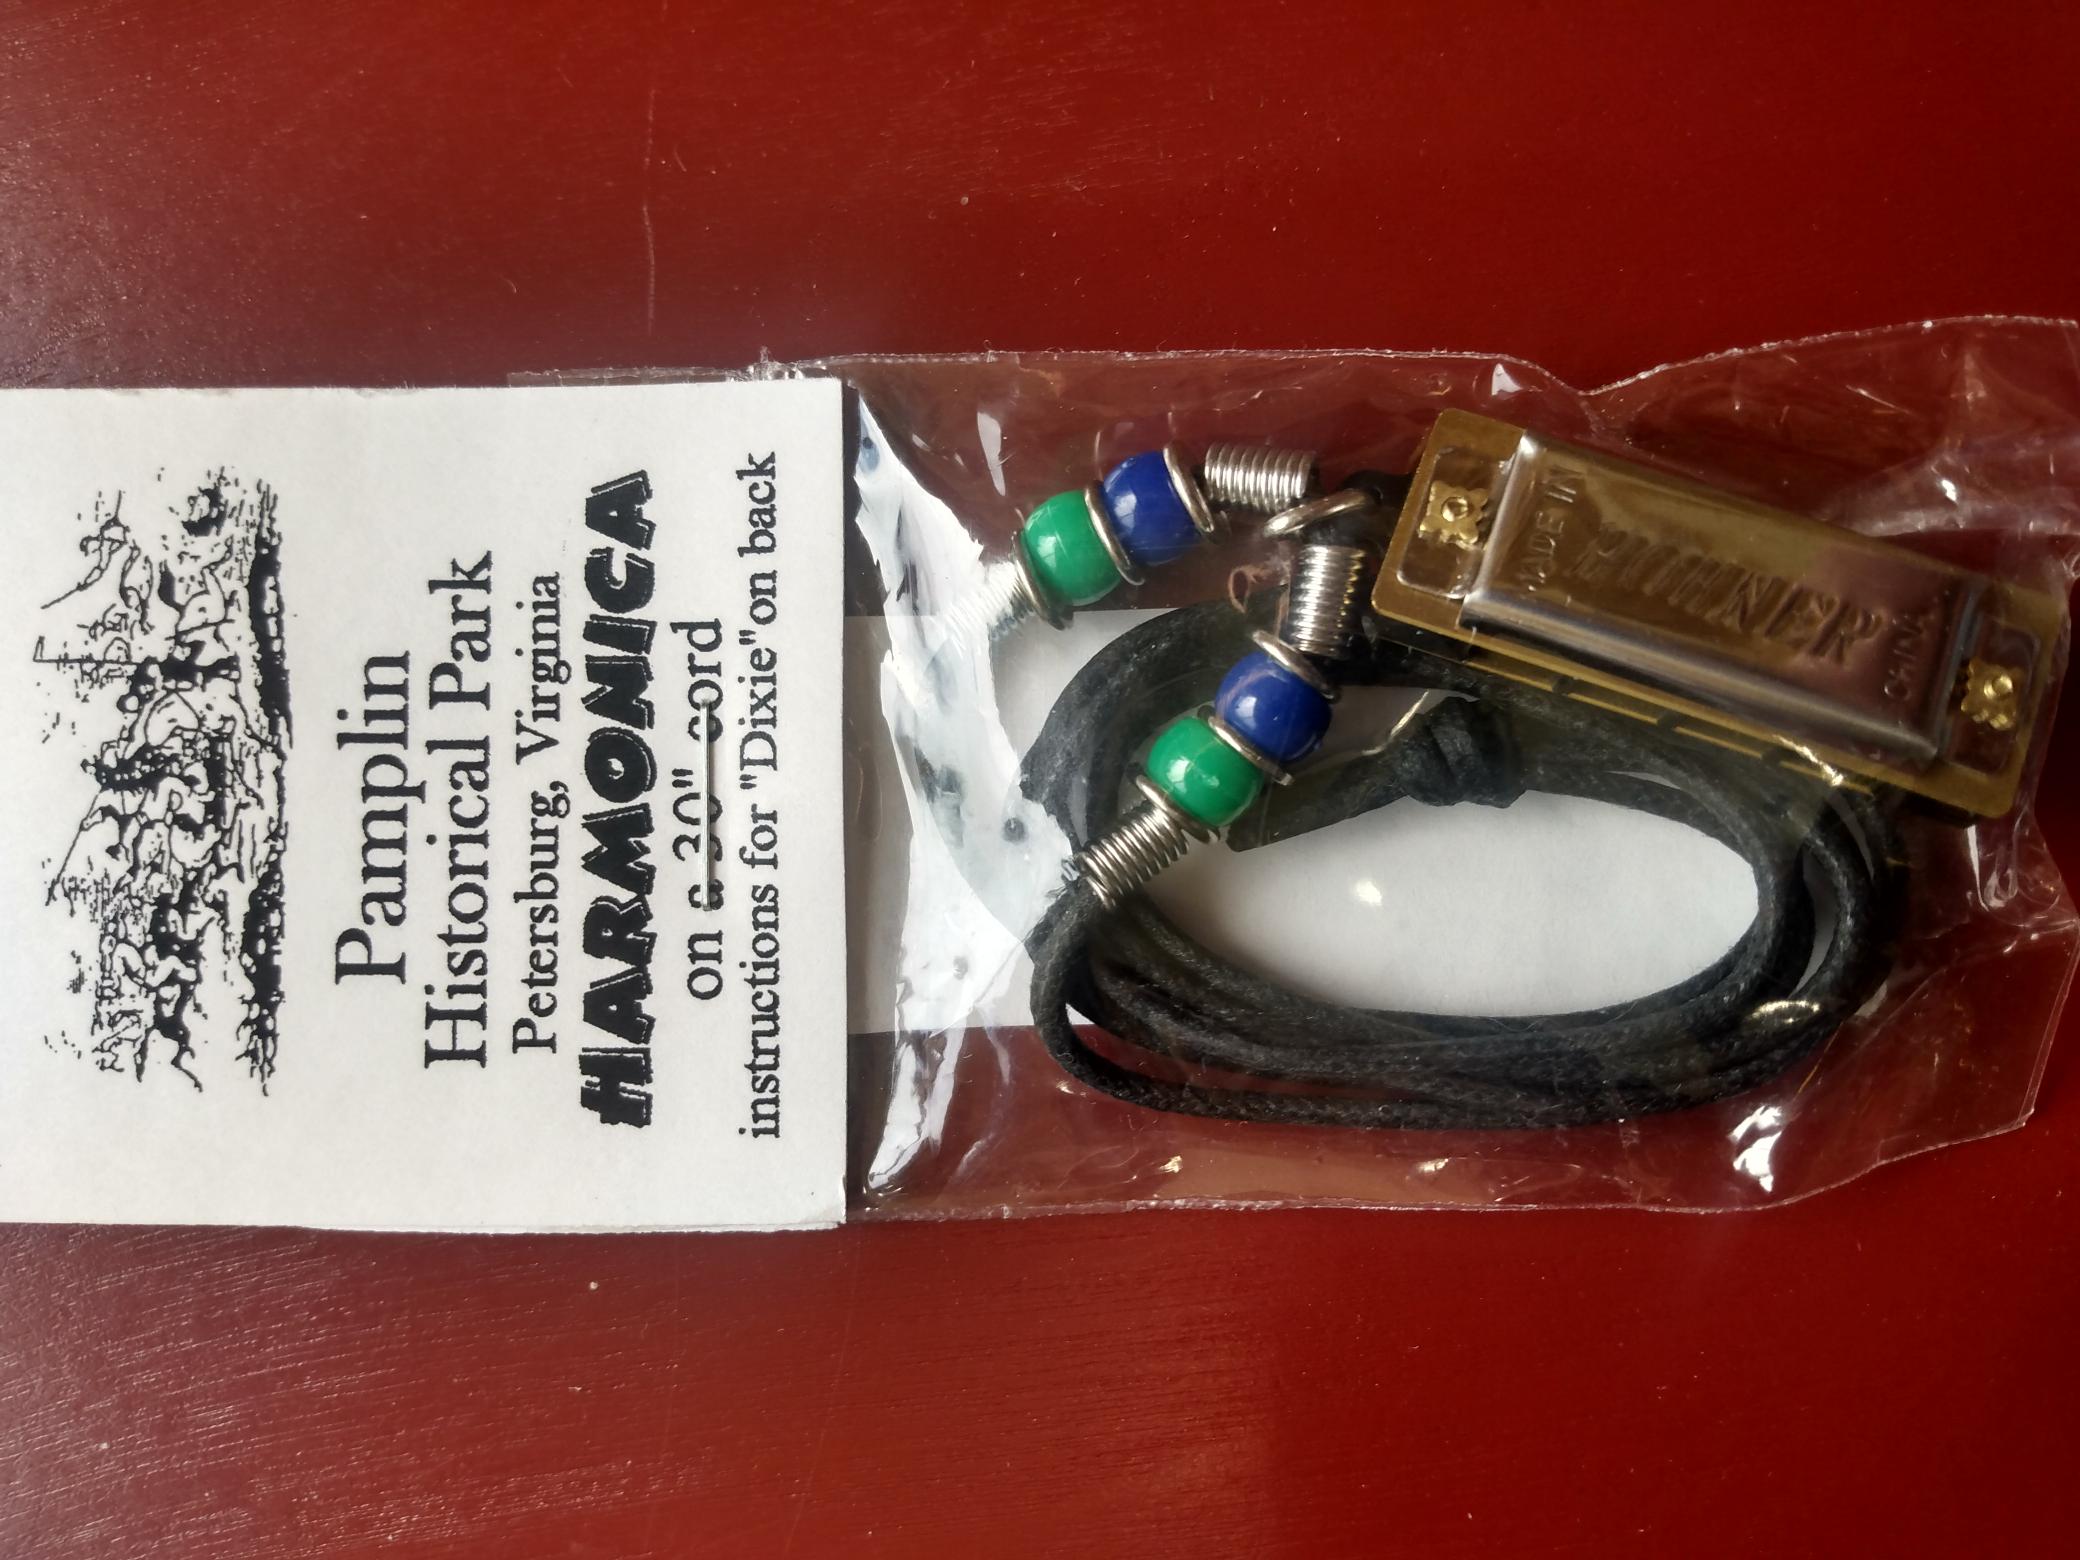 Pamplin
Historical Park
Petersburg, Virginia
HARMONICA
on a 30" cord
instructions for "Dixie" on back
MADE IN
HOHNER
CHINA